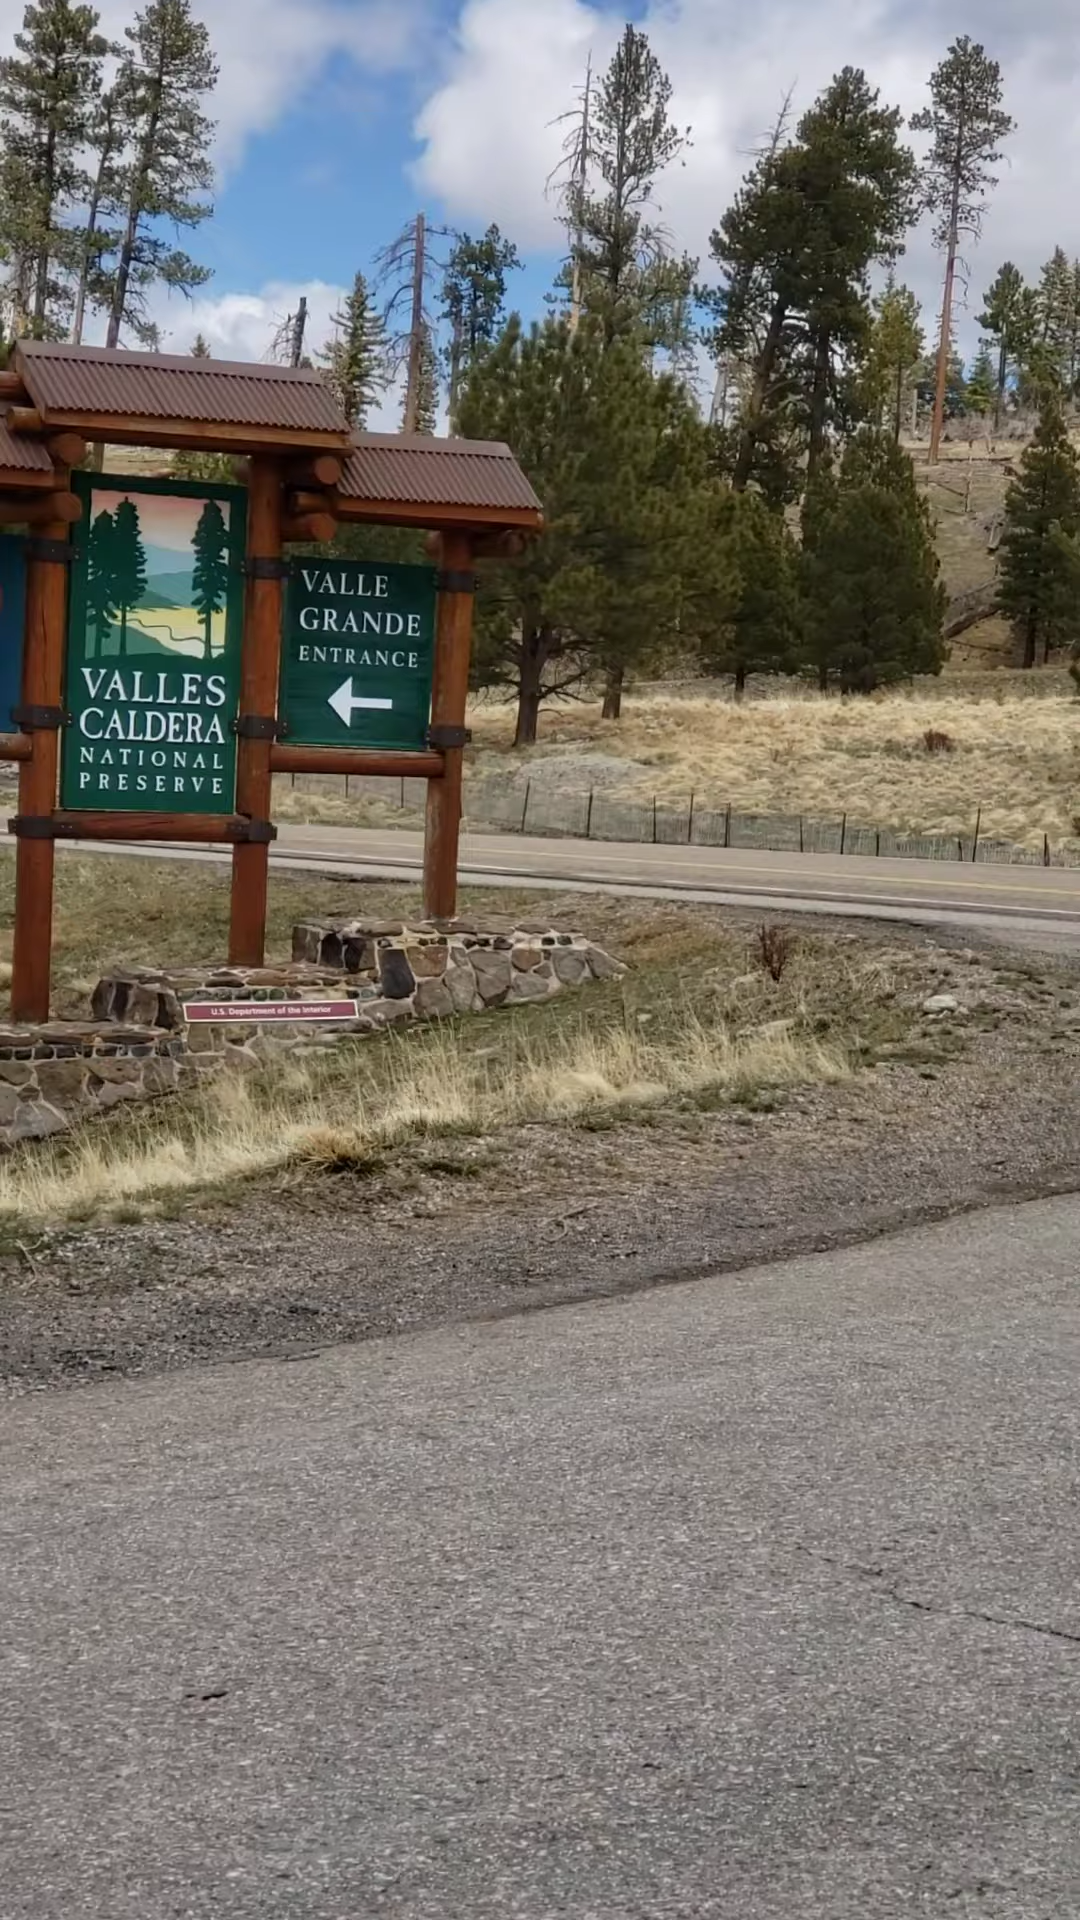 VALLES
CALDERA
NATIONAL
PRESERVE
VALLE
GRANDE
ENTRANCE
U.S. Department of the Interior